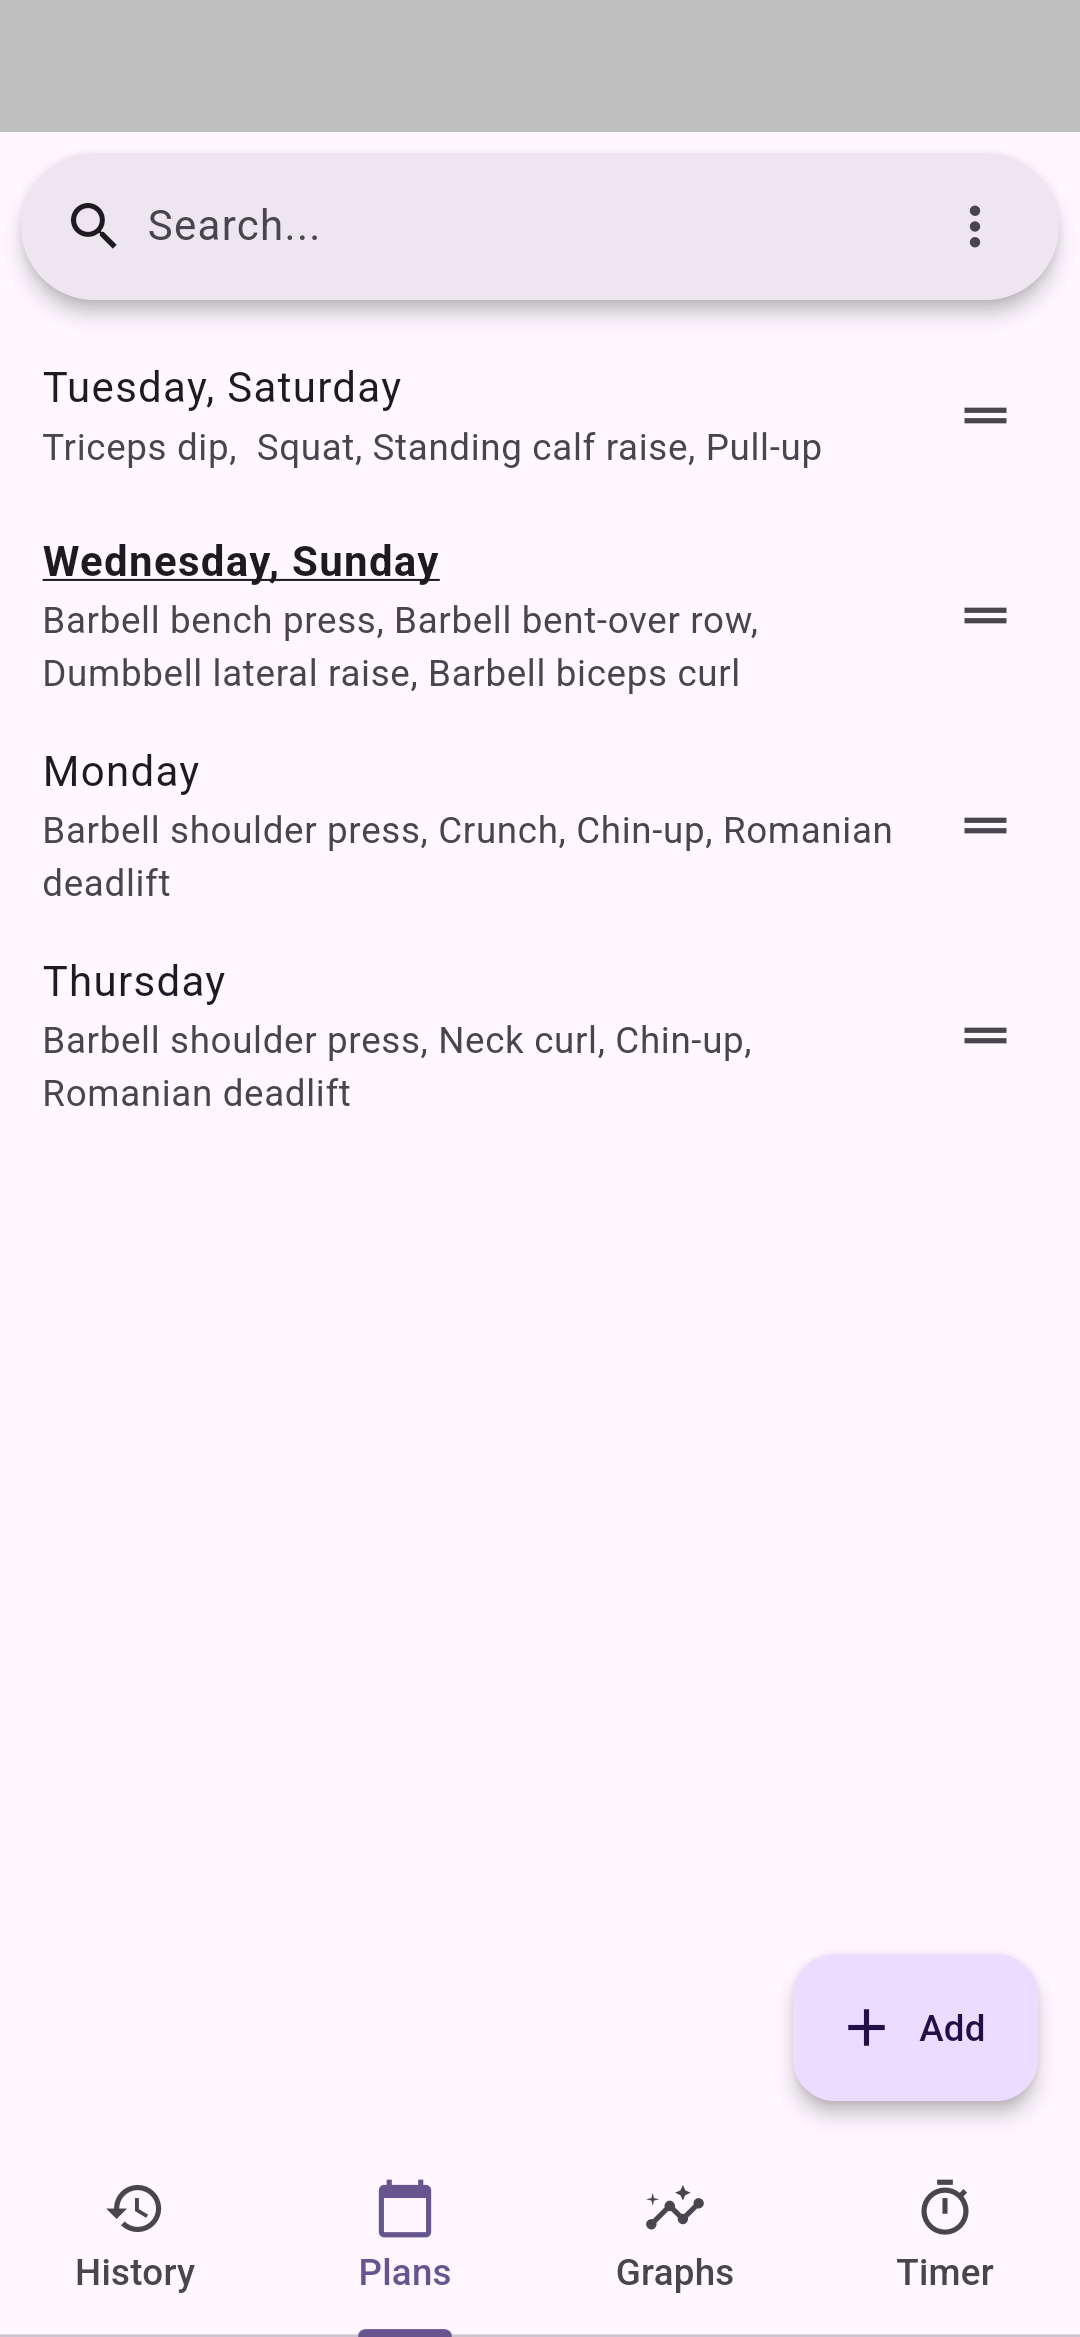 Search...
Tuesday, Saturday
Triceps dip,  Squat, Standing calf raise, Pull-up
Wednesday, Sunday
Barbell bench press, Barbell bent-over row,
Dumbbell lateral raise, Barbell biceps curl
Monday
Barbell shoulder press, Crunch, Chin-up, Romanian
deadlift
Thursday
Barbell shoulder press, Neck curl, Chin-up,
Romanian deadlift
Add
History
Plans
Graphs
Timer